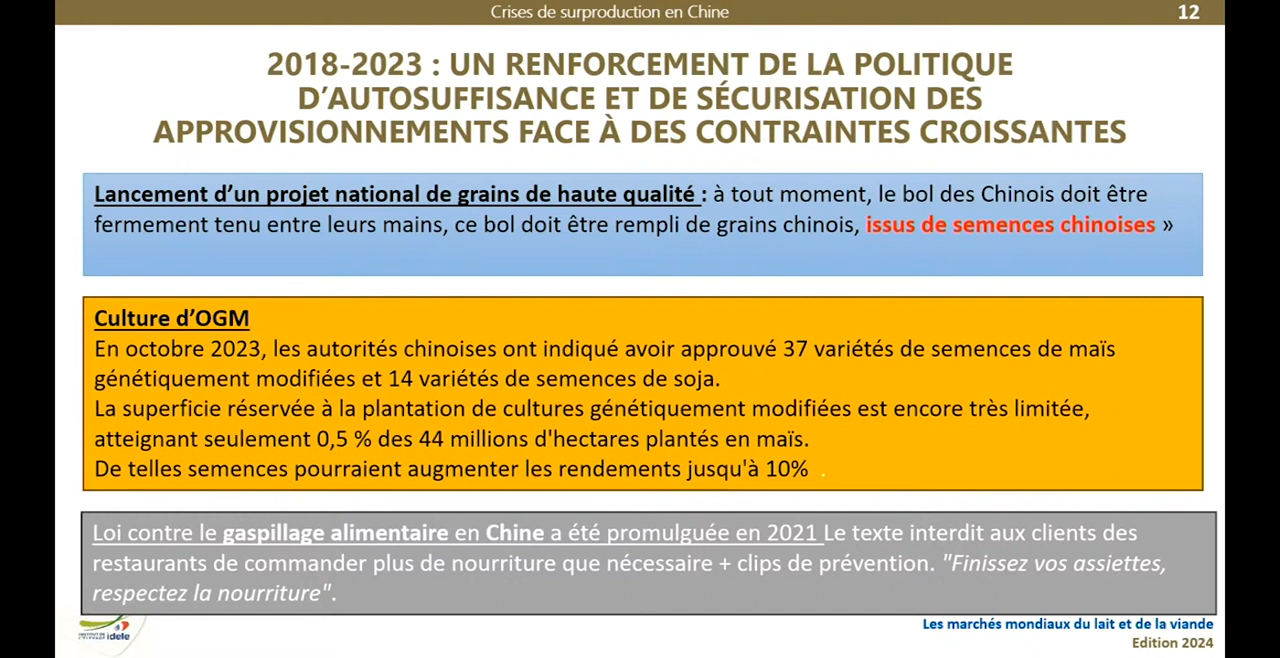 Crises de surproduction en Chine
12
2018-2023 : UN RENFORCEMENT DE LA POLITIQUE
D’AUTOSUFFISANCE ET DE SÉCURISATION DES
APPROVISIONNEMENTS FACE À DES CONTRAINTES CROISSANTES
Lancement d’un projet national de grains de haute qualité : à tout moment, le bol des Chinois doit être
fermement tenu entre leurs mains, ce bol doit être rempli de grains chinois, issus de semences chinoises »
Culture d’OGM
En octobre 2023, les autorités chinoises ont indiqué avoir approuvé 37 variétés de semences de maïs
génétiquement modifiées et 14 variétés de semences de soja.
La superficie réservée à la plantation de cultures génétiquement modifiées est encore très limitée,
atteignant seulement 0,5 % des 44 millions d'hectares plantés en maïs.
De telles semences pourraient augmenter les rendements jusqu'à 10% .
Loi contre le gaspillage alimentaire en Chine a été promulguée en 2021 Le texte interdit aux clients des
restaurants de commander plus de nourriture que nécessaire + clips de prévention. "Finissez vos assiettes,
respectez la nourriture".
idele
Les marchés mondiaux du lait et de la viande
Edition 2024